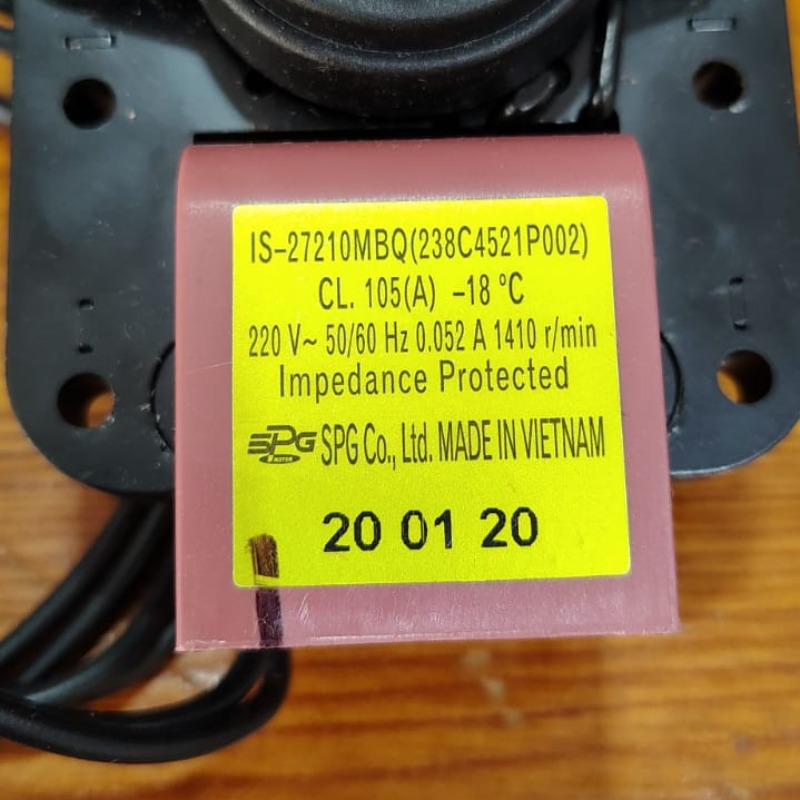 IS-27210MBQ(238C4521P002)
CL. 105(A) -18 ℃
220 V~ 50/60 Hz 0.052 A 1410 r/min
Impedance Protected
SPG MOTOR SPG Co., Ltd. MADE IN VIETNAM
20 01 20